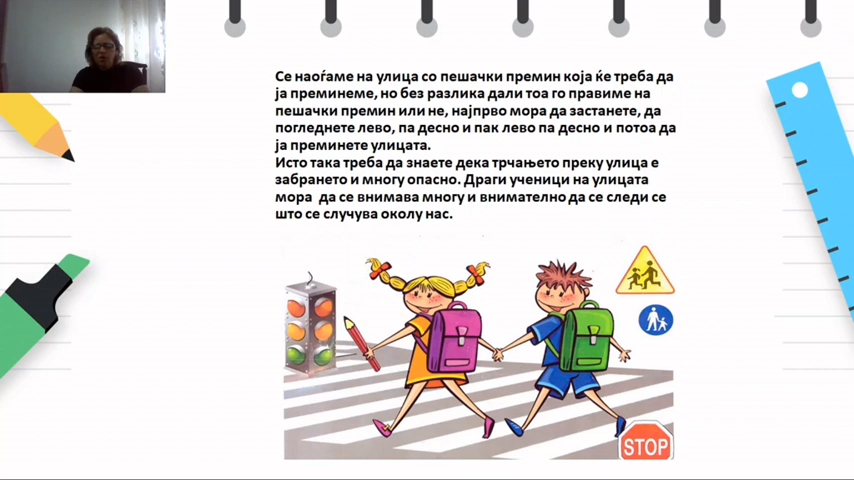 Се наоѓаме на улица со пешачки премин која ќе треба да
ја преминеме, но без разлика дали тоа го правиме на
пешачки премин или не, најпрво мора да застанете, да
погледнете лево, па десно и пак лево па десно и потоа да
ја преминете улицата.
Исто така треба да знаете дека трчањето преку улица е
забрането и многу опасно. Драги ученици на улицата
мора да се внимава многу и внимателно да се следи се
што се случува околу нас.
STOP